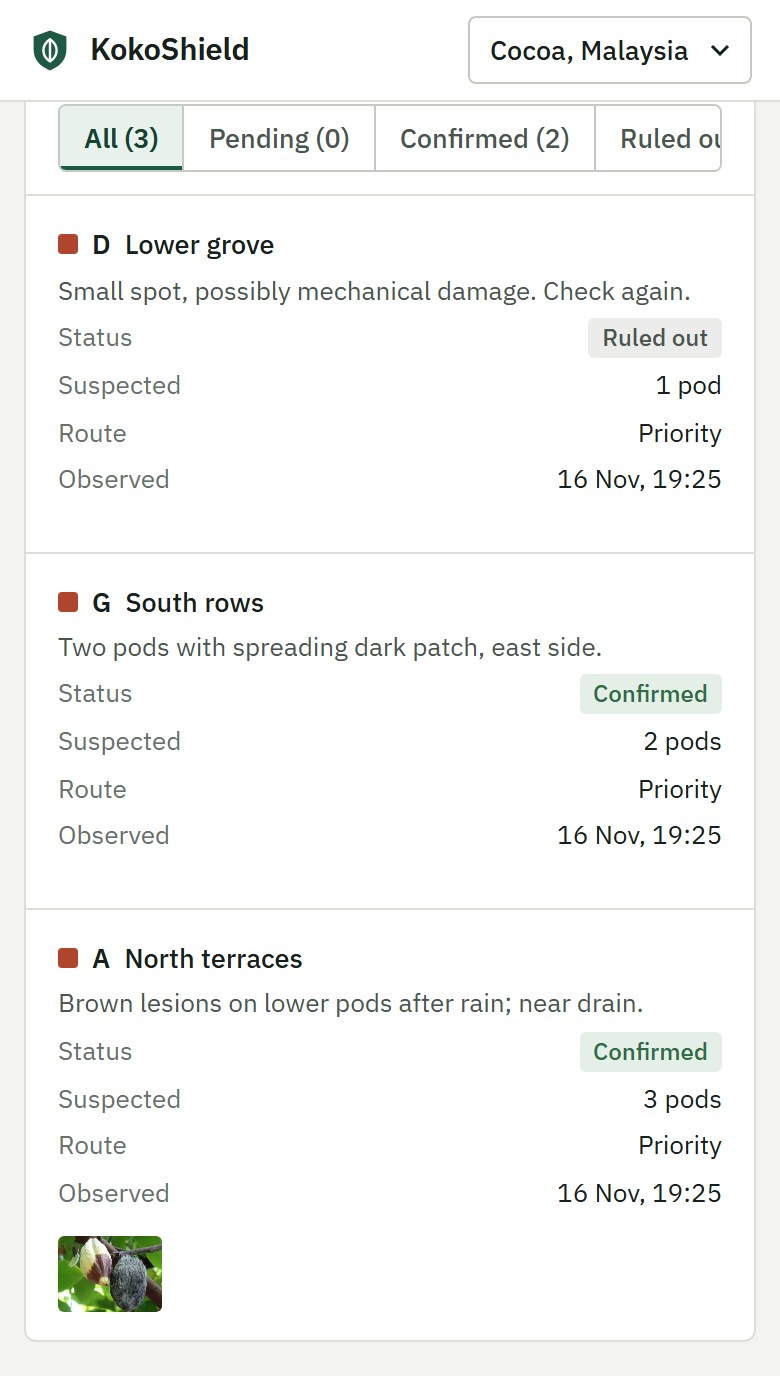 KokoShield
Cocoa, Malaysia
All (3)
Pending (0)
Confirmed (2)
Ruled
D Lower grove
Small spot, possibly mechanical damage. Check again.
Status Ruled out
Suspected 1 pod
Route Priority
Observed 16 Nov, 19:25
G South rows
Two pods with spreading dark patch, east side.
Status Confirmed
Suspected 2 pods
Route Priority
Observed 16 Nov, 19:25
A North terraces
Brown lesions on lower pods after rain; near drain.
Status Confirmed
Suspected 3 pods
Route Priority
Observed 16 Nov, 19:25